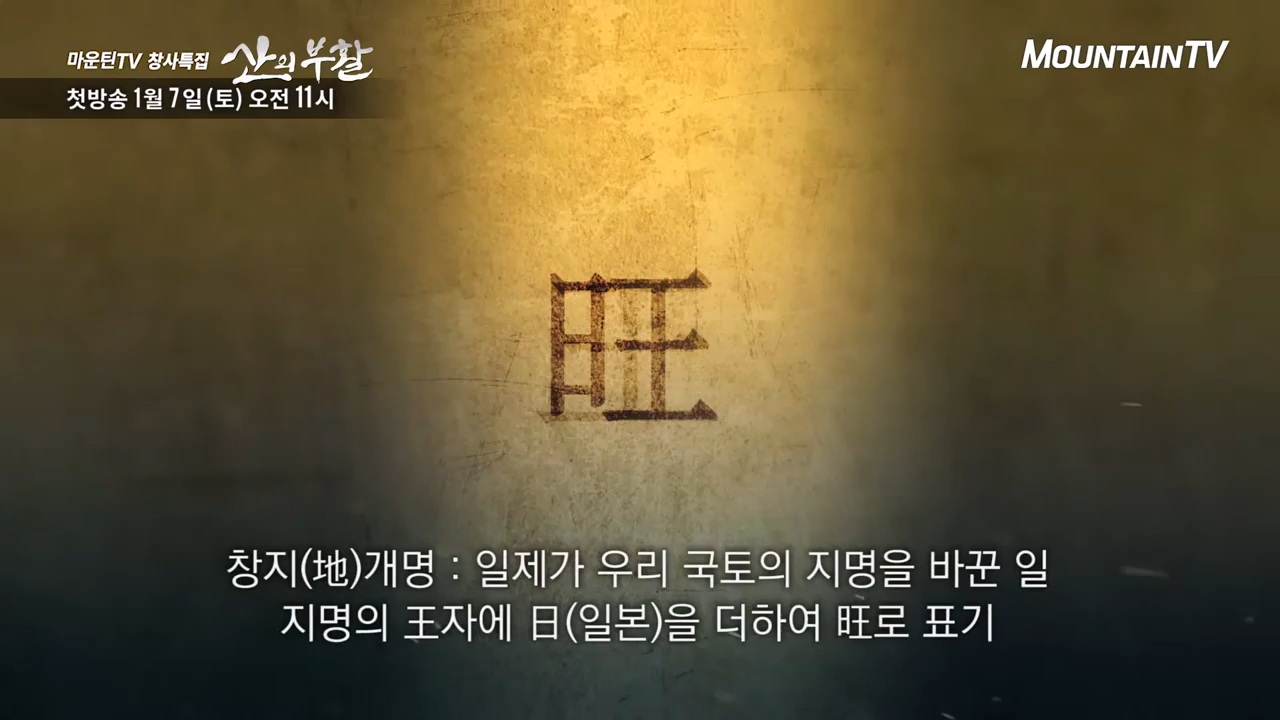 마운틴TV 창사특집 산의 부활
첫방송 1월 7일(토) 오전 11시
MOUNTAINTV
旺
창지(地)개명 : 일제가 우리 국토의 지명을 바꾼 일
지명의 王자에 日(일본)을 더하여 旺로 표기